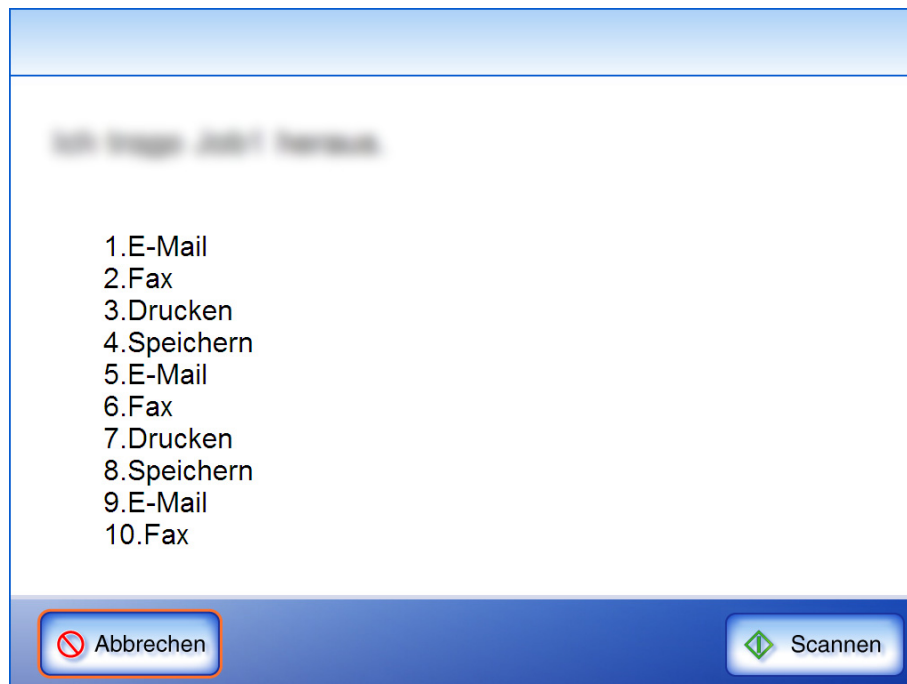 1.E-Mail
2.Fax
3.Drucken
4.Speichern
5.E-Mail
6.Fax
7.Drucken
8.Speichern
9.E-Mail
10.Fax
Abbrechen
Scannen